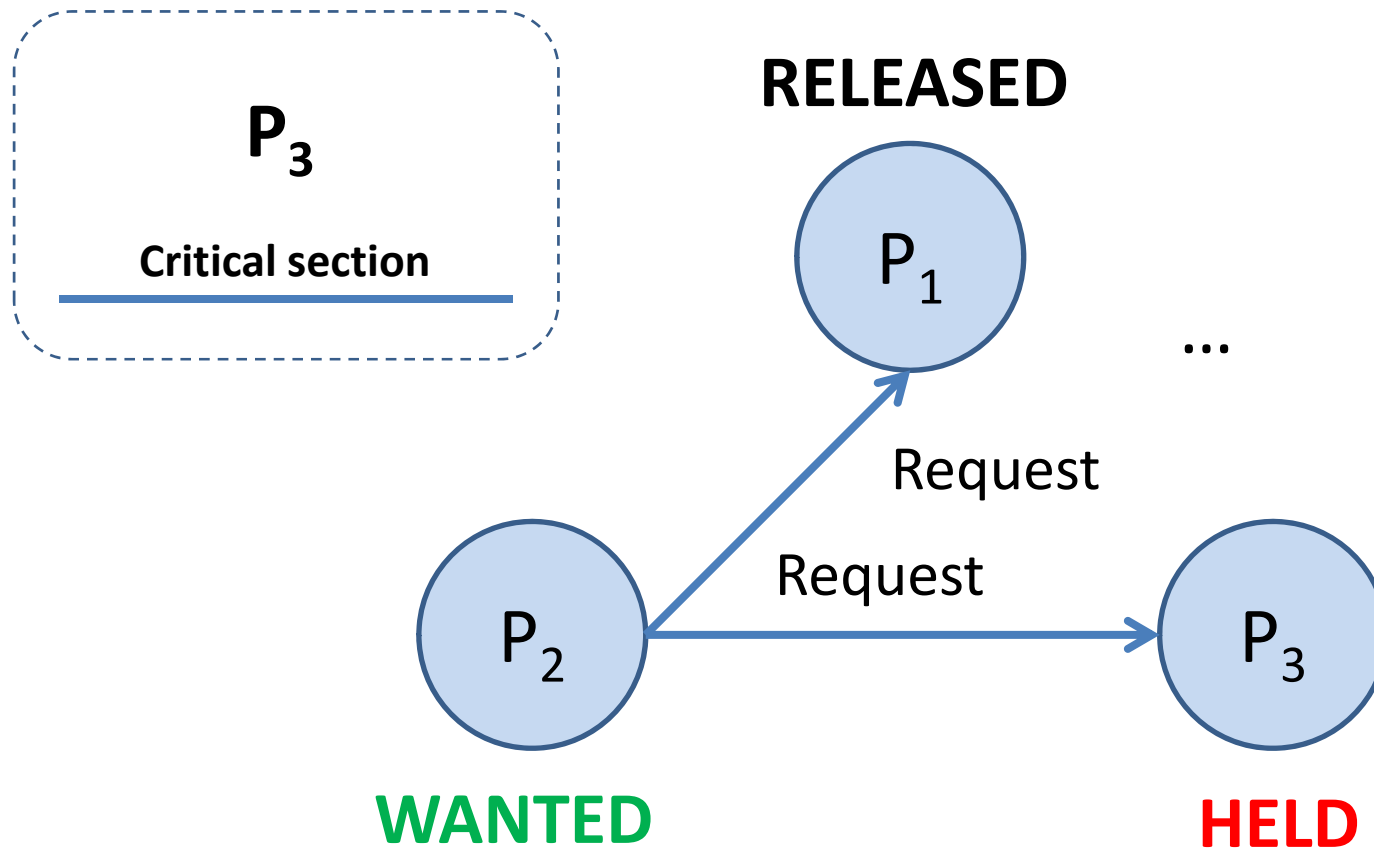 P₃
Critical section
RELEASED
P₁
...
Request
Request
P₂
P₃
WANTED
HELD